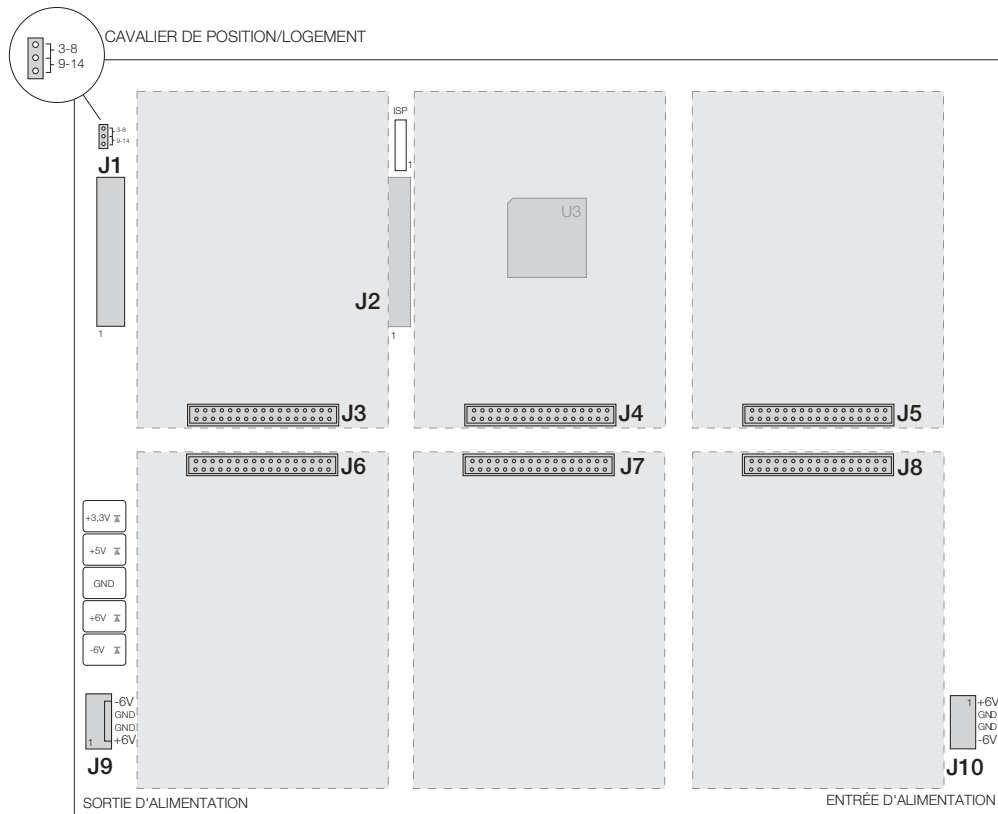 CAVALIER DE POSITION/LOGEMENT
3-8
9-14
3-8
9-14
J1
1
ISP
1
J2
1
U3
J3
J4
J5
J6
J7
J8
+3,3V
+5V
GND
+6V
-6V
-6V
GND
GND
+6V
1
J9
1
+6V
GND
GND
-6V
J10
SORTIE D'ALIMENTATION
ENTRÉE D'ALIMENTATION